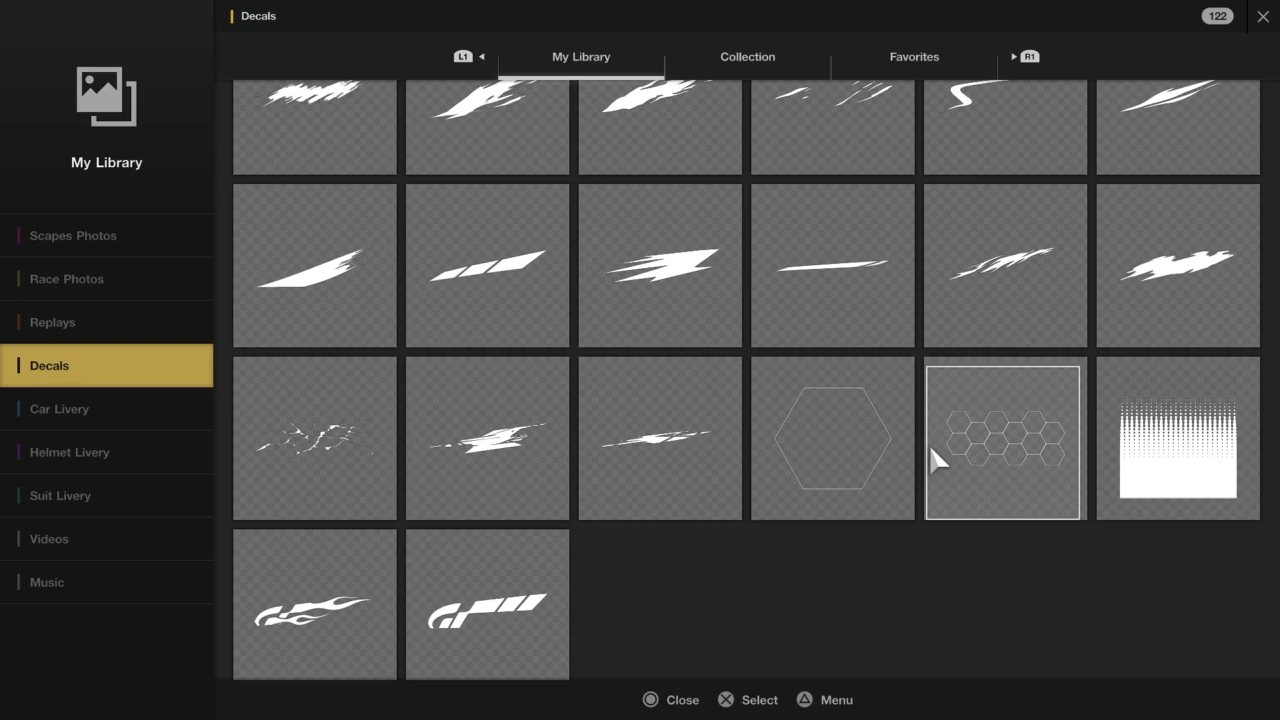 Decals
122
L1
My Library
Collection
Favorites
R1
My Library
Scapes Photos
Race Photos
Replays
Decals
Car Livery
Helmet Livery
Suit Livery
Videos
Music
Close
Select
Menu